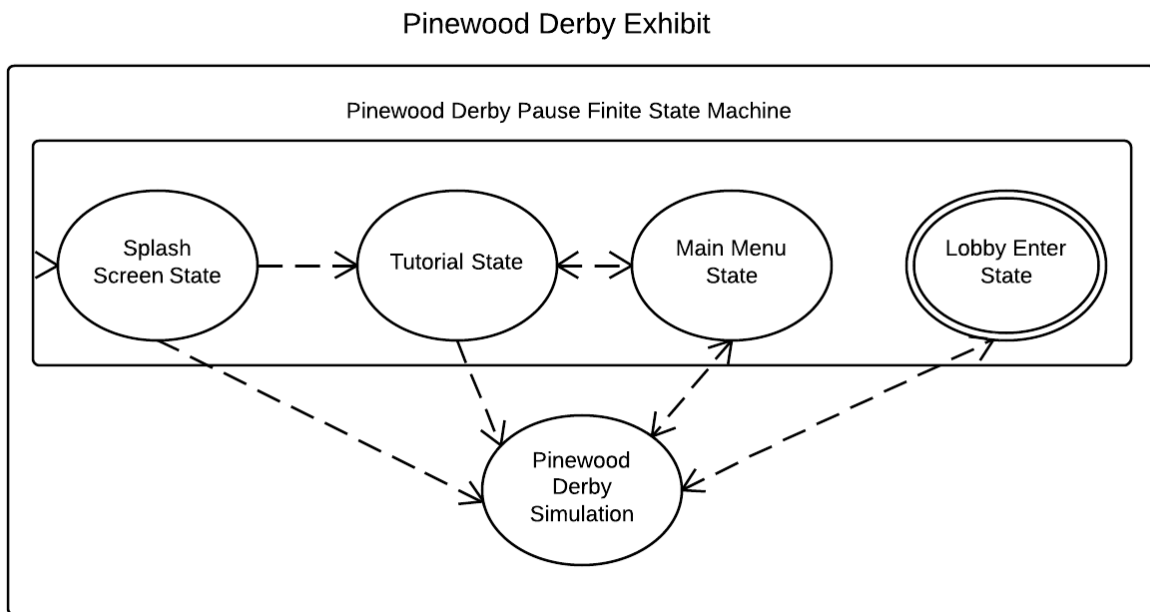 Pinewood Derby Exhibit
Pinewood Derby Pause Finite State Machine
Splash
Screen State
Tutorial State
Main Menu
State
Lobby Enter
State
Pinewood
Derby
Simulation